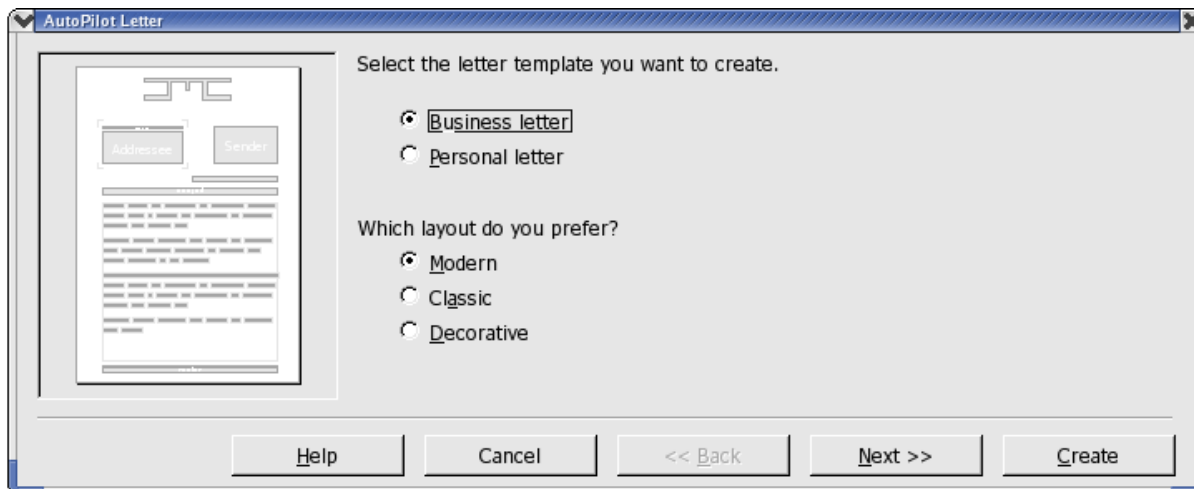 AutoPilot Letter
Select the letter template you want to create.
Business letter
Personal letter
Addressee
Sender
Which layout do you prefer?
Modern
Classic
Decorative
Help
Cancel
<< Back
Next >>
Create